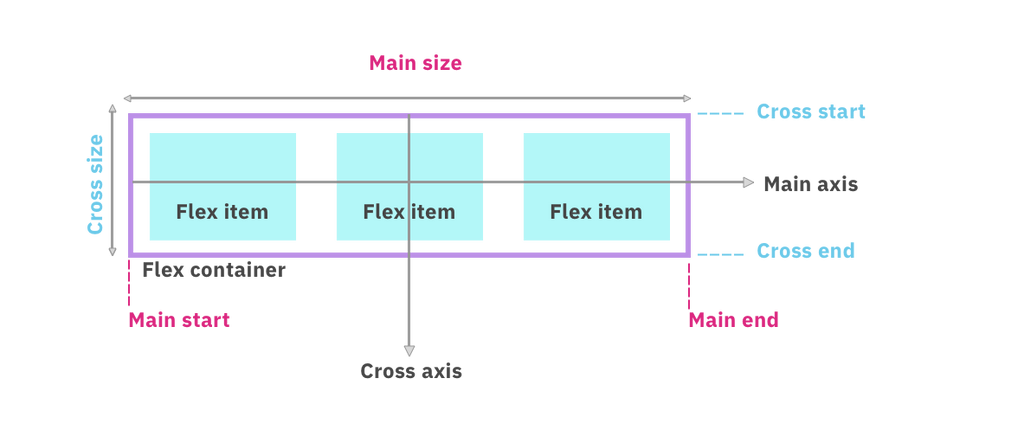 Main size
Cross start
Cross size
Main axis
Flex item
Flex item
Flex item
Cross end
Flex container
Main start
Main end
Cross axis